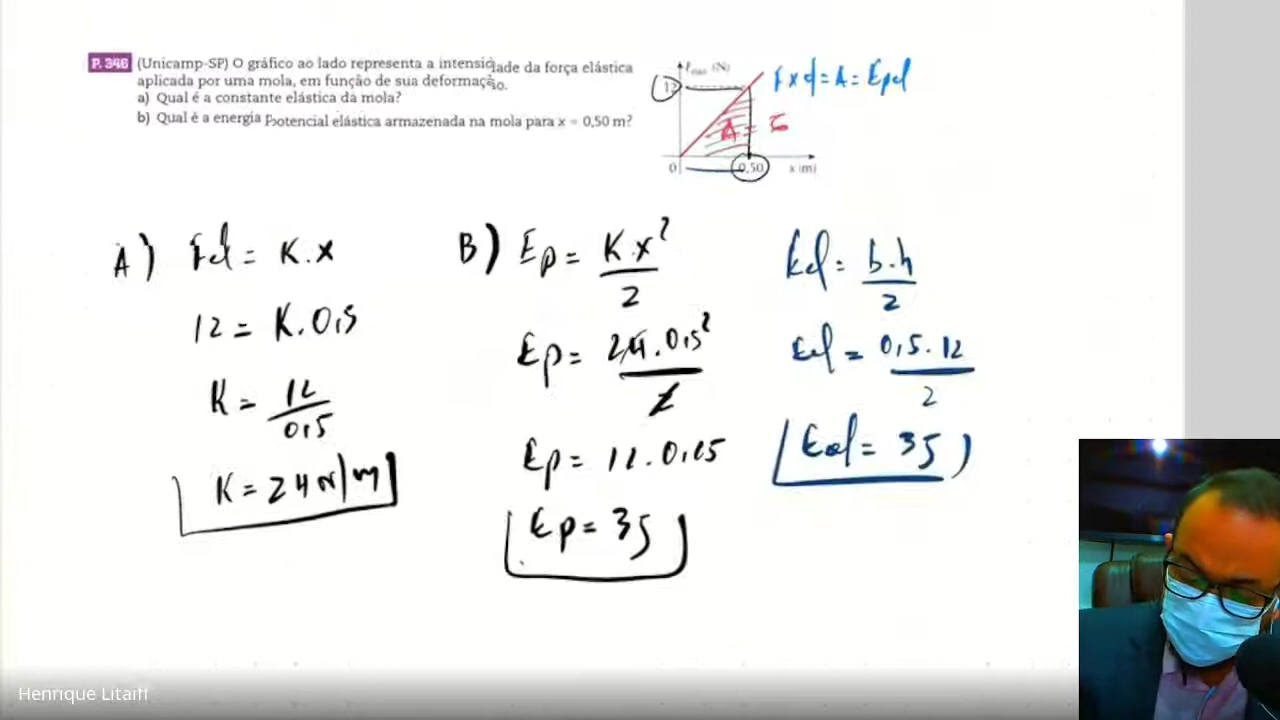 P. 346 (Unicamp-SP) O gráfico ao lado representa a intensidade da força elástica
aplicada por uma mola, em função de sua deformação.
a) Qual é a constante elástica da mola?
b) Qual é a energia potencial elástica armazenada na mola para x = 0,50 m?
(N)
12
0
0,50
x (m)
F x d = A = Epel
A = ح
A) Fel = K.x
12 = K.0,5
K = 12
0,5
K = 24 N/m
B) Ep = K.x²
2
Ep = 24.0,5²
2
Ep = 12.0,25
Ep = 3J
Eel = b.h
2
Eel = 0,5.12
2
Eel = 3J
Henrique Litaiff